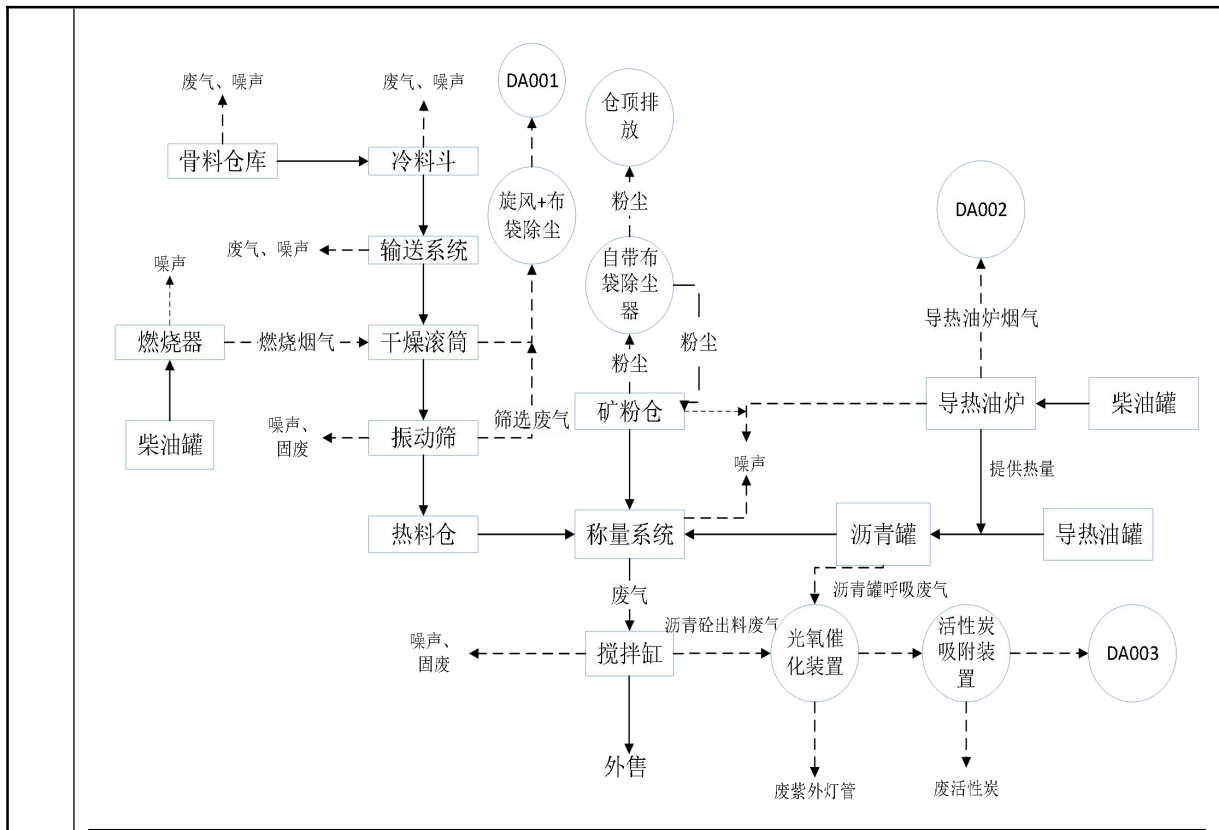 废气、噪声
废气、噪声
DA001
仓顶排
放
骨料仓库
冷料斗
旋风+布
袋除尘
粉尘
DA002
废气、噪声
输送系统
自带布
袋除尘
器
噪声
导热油炉烟气
燃烧器
燃烧烟气
干燥滚筒
粉尘
粉尘
筛选废气
矿粉仓
导热油炉
柴油罐
噪声、
固废
柴油罐
振动筛
噪声
提供热量
热料仓
称量系统
沥青罐
导热油罐
废气
沥青罐呼吸废气
噪声、
固废
搅拌缸
沥青砼出料废气
光氧催
化装置
活性炭
吸附装
置
DA003
外售
废紫外灯管
废活性炭